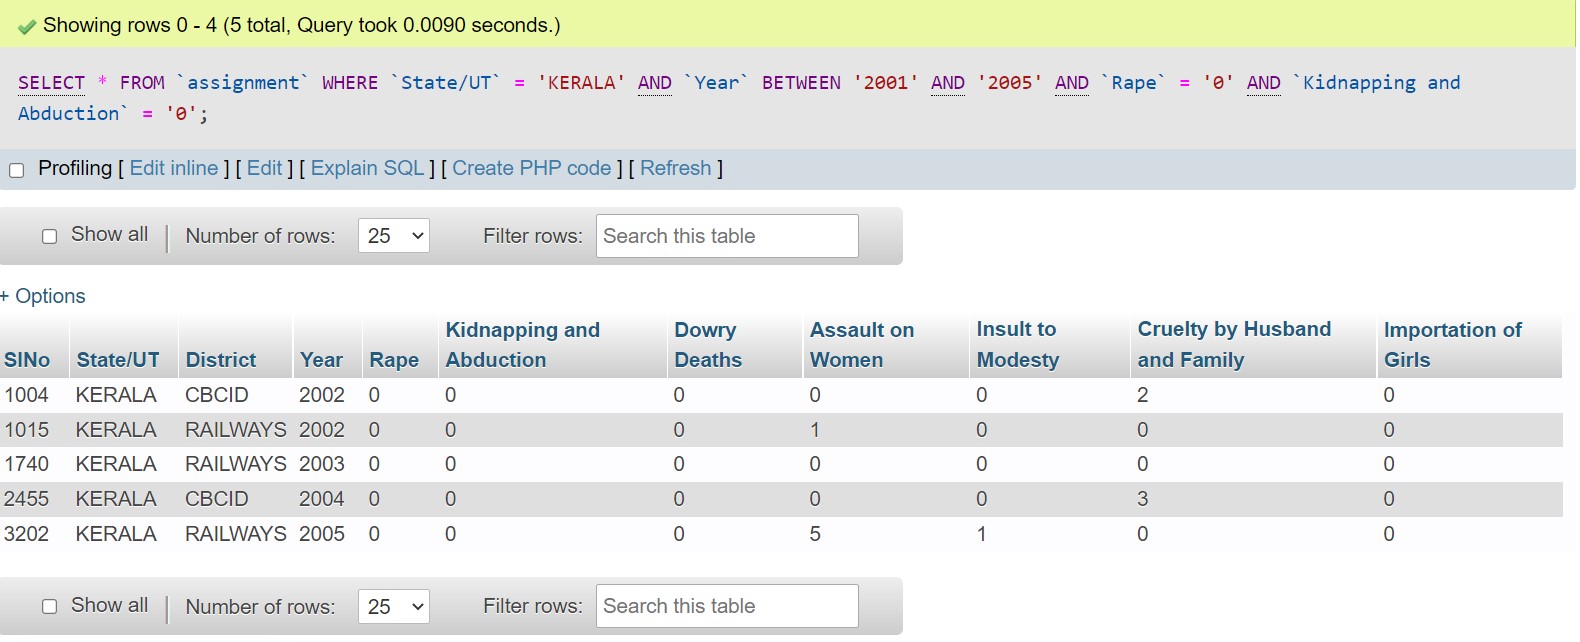 Showing rows 0 - 4 (5 total, Query took 0.0090 seconds.)
SELECT * FROM `assignment` WHERE `State/UT` = 'KERALA' AND `Year` BETWEEN '2001' AND '2005' AND `Rape` = '0' AND `Kidnapping and
Abduction` = '0';
Profiling [ Edit inline ] [ Edit ] [ Explain SQL ] [ Create PHP code ] [ Refresh ]
Show all | Number of rows: 25 Filter rows: Search this table
+ Options
SlNo State/UT District Year Rape Kidnapping and Abduction Dowry Deaths Assault on Women Insult to Modesty Cruelty by Husband and Family Importation of Girls
1004 KERALA CBCID 2002 0 0 0 0 0 2 0
1015 KERALA RAILWAYS 2002 0 0 0 1 0 0 0
1740 KERALA RAILWAYS 2003 0 0 0 0 0 0 0
2455 KERALA CBCID 2004 0 0 0 0 0 3 0
3202 KERALA RAILWAYS 2005 0 0 0 5 1 0 0
Show all | Number of rows: 25 Filter rows: Search this table